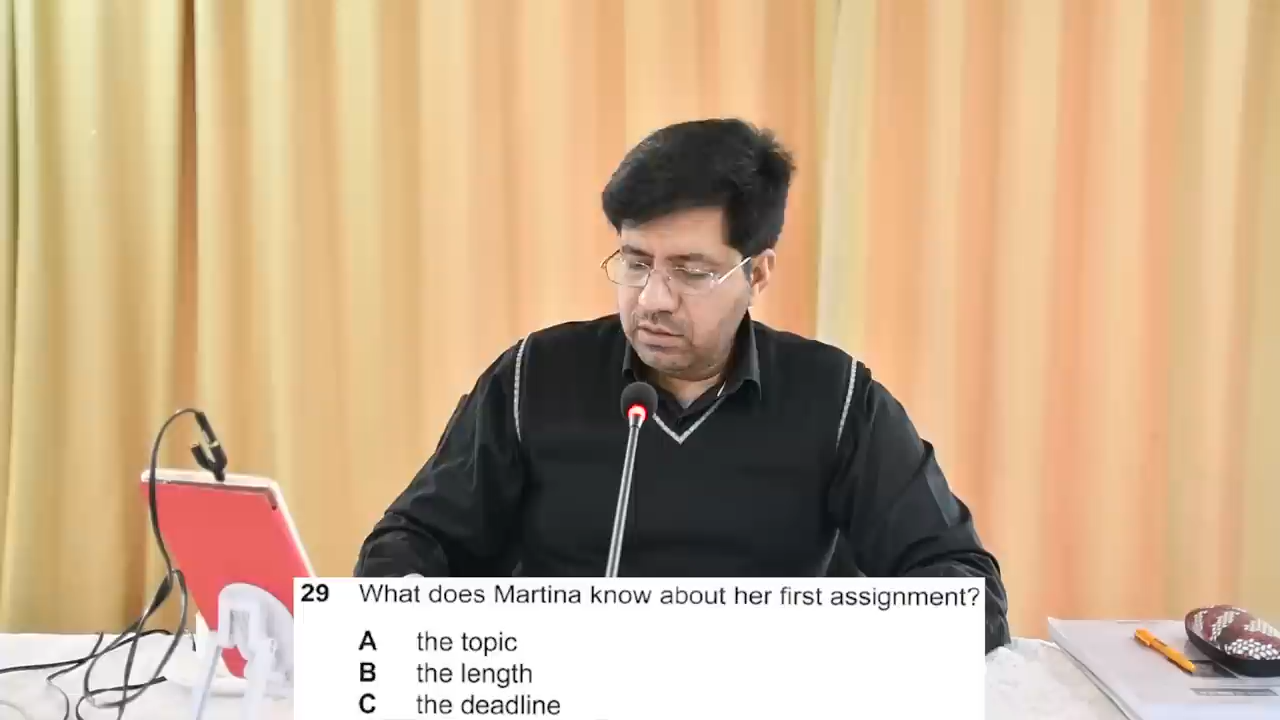 29 What does Martina know about her first assignment?
A the topic
B the length
C the deadline